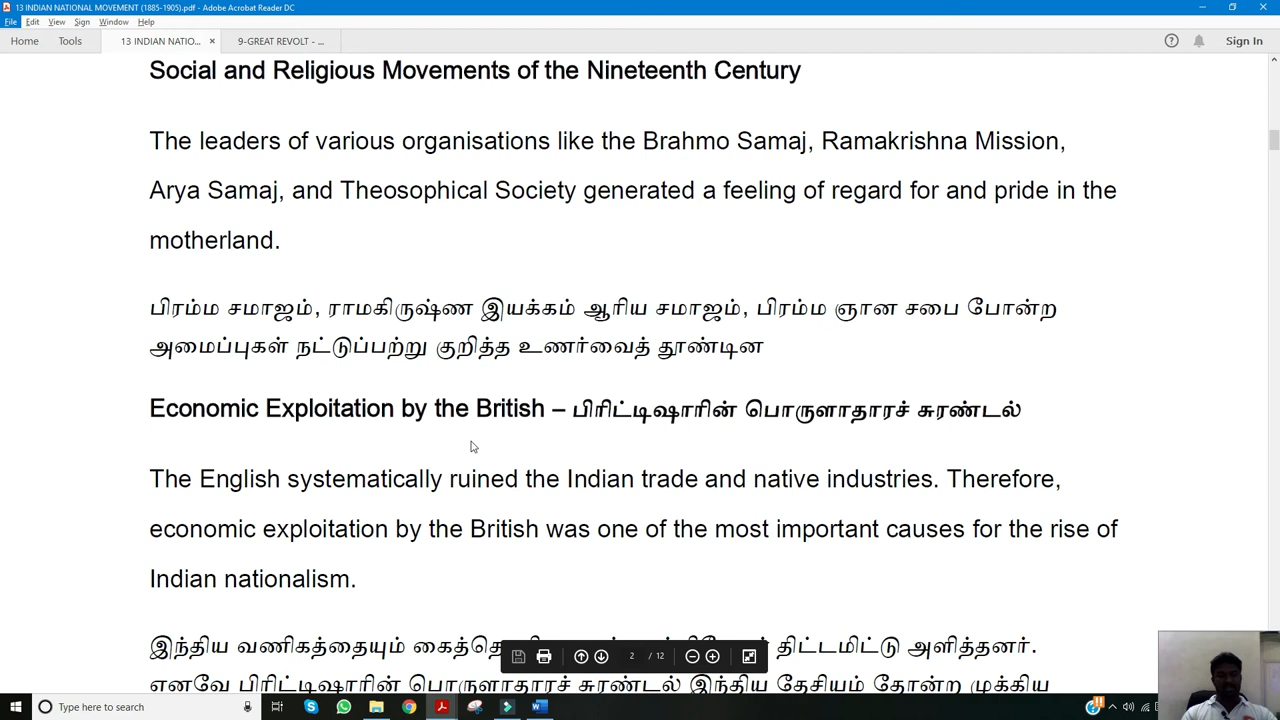 13 INDIAN NATIONAL MOVEMENT (1885-1905).pdf - Adobe Acrobat Reader DC
File Edit View Sign Window Help
Home Tools 13 INDIAN NATIO... × 9-GREAT REVOLT - ... Sign In
Social and Religious Movements of the Nineteenth Century
The leaders of various organisations like the Brahmo Samaj, Ramakrishna Mission,
Arya Samaj, and Theosophical Society generated a feeling of regard for and pride in the
motherland.
பிரம்ம சமாஜம், ராமகிருஷ்ண இயக்கம் ஆரிய சமாஜம், பிரம்ம ஞான சபை போன்ற
அமைப்புகள் நட்டுப்பற்று குறித்த உணர்வைத் தூண்டின
Economic Exploitation by the British – பிரிட்டிஷாரின் பொருளாதாரச் சுரண்டல்
The English systematically ruined the Indian trade and native industries. Therefore,
economic exploitation by the British was one of the most important causes for the rise of
Indian nationalism.
இந்திய வணிகத்தையும் திட்டமிட்டு அளித்தனர்.
2 / 12
எனவே பிரிட்டிஷாரின் பொருளாதாரச் சுரண்டல் இந்திய தேசியம் தோன்ற முக்கிய
Type here to search